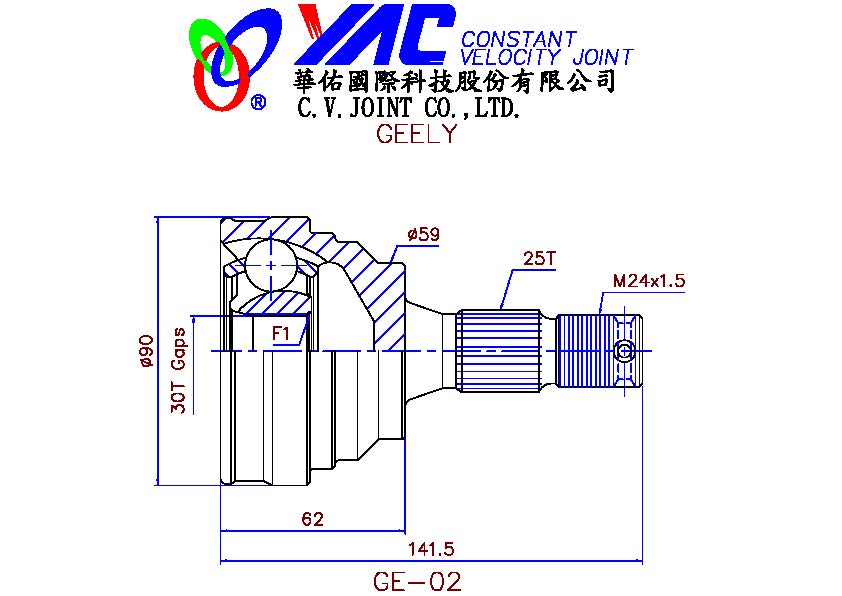 YAC CONSTANT
VELOCITY JOINT
®
華佑國際科技股份有限公司
C.V.JOINT CO.,LTD.
GEELY
ø59
25T
M24x1.5
F1
ø90
30T Gaps
62
141.5
GE-02